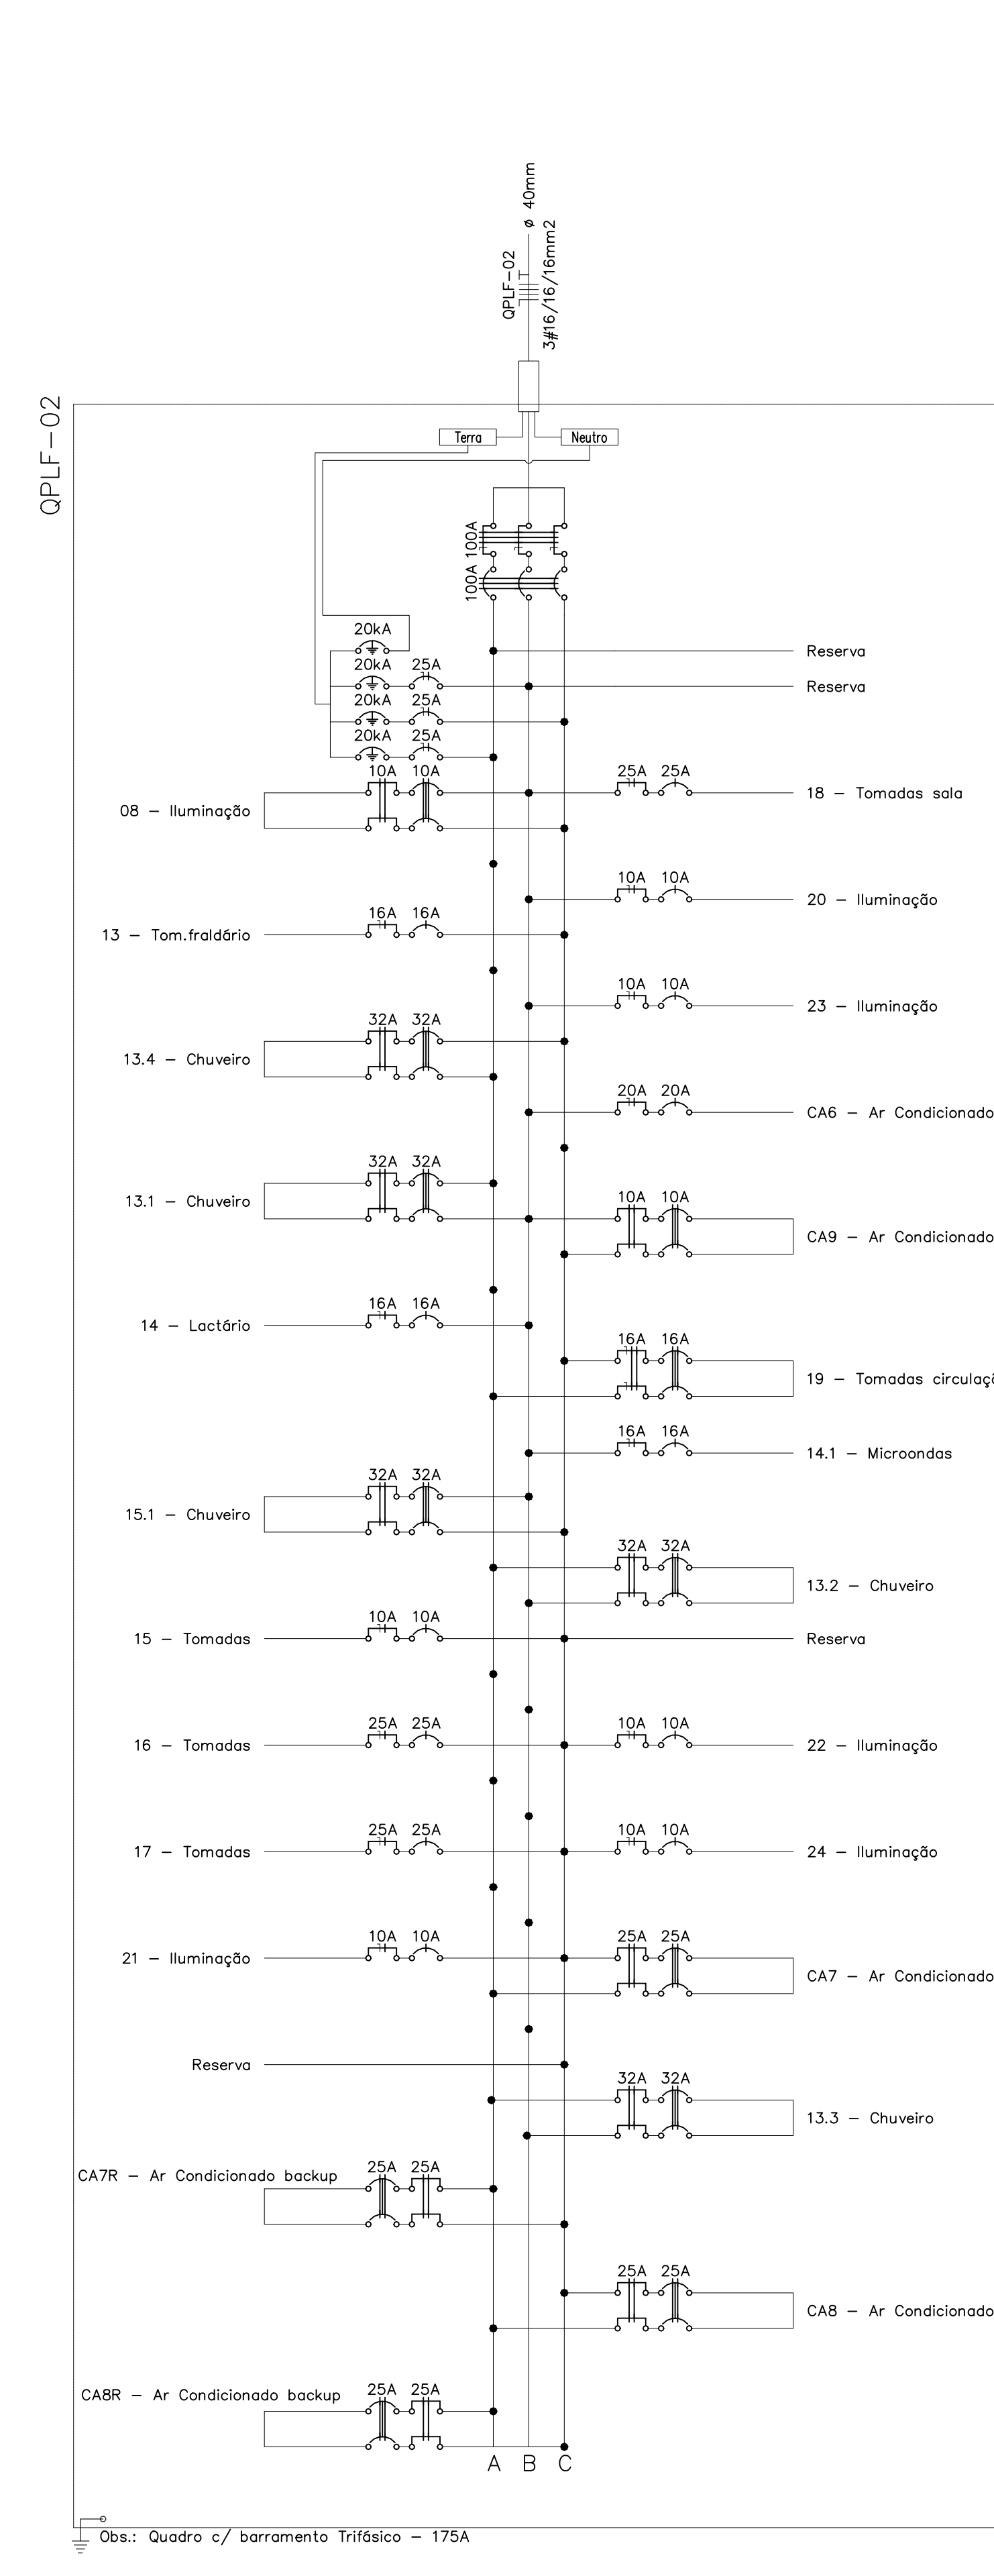 ø 40mm
QPLF-02
3#16/16/16mm2
QPLF-02
Terra
Neutro
100A
100A
20kA
Reserva
20kA 25A
Reserva
20kA 25A
20kA 25A
10A 10A
08 - Iluminação
25A 25A
18 - Tomadas sala
10A 10A
20 - Iluminação
16A 16A
13 - Tom.fraldário
10A 10A
23 - Iluminação
32A 32A
13.4 - Chuveiro
20A 20A
CA6 - Ar Condicionado
32A 32A
13.1 - Chuveiro
10A 10A
CA9 - Ar Condicionado
16A 16A
14 - Lactário
16A 16A
19 - Tomadas
16A 16A
14.1 - Microondas
32A 32A
15.1 - Chuveiro
32A 32A
13.2 - Chuveiro
10A 10A
15 - Tomadas
Reserva
25A 25A
16 - Tomadas
10A 10A
22 - Iluminação
25A 25A
17 - Tomadas
10A 10A
24 - Iluminação
10A 10A
21 - Iluminação
25A 25A
CA7 - Ar Condicionado
Reserva
32A 32A
13.3 - Chuveiro
25A 25A
CA7R - Ar Condicionado backup
25A 25A
CA8 - Ar Condicionado
25A 25A
CA8R - Ar Condicionado backup
A B C
Obs.: Quadro c/ barramento Trifásico - 175A